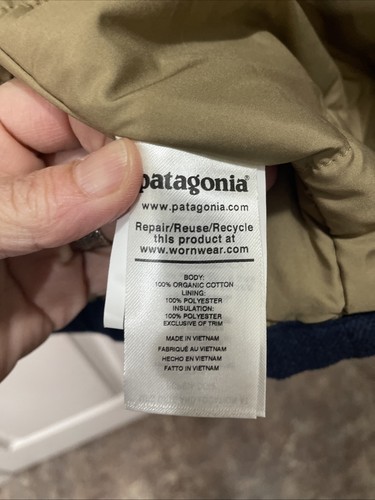 patagonia®
www.patagonia.com
Repair/Reuse/Recycle
this product at
www.wornwear.com
BODY:
100% ORGANIC COTTON
LINING:
100% POLYESTER
INSULATION:
100% POLYESTER
EXCLUSIVE OF TRIM
MADE IN VIETNAM
FABRIQUÉ AU VIETNAM
HECHO EN VIETNAM
FATTO IN VIETNAM